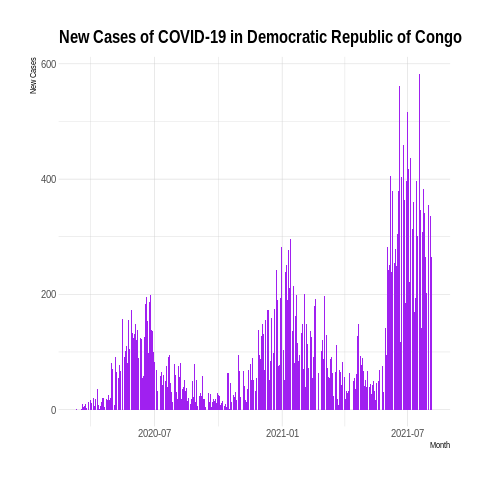 New Cases of COVID-19 in Democratic Republic of Congo
New Cases
600
400
200
0
2020-07
2021-01
2021-07
Month